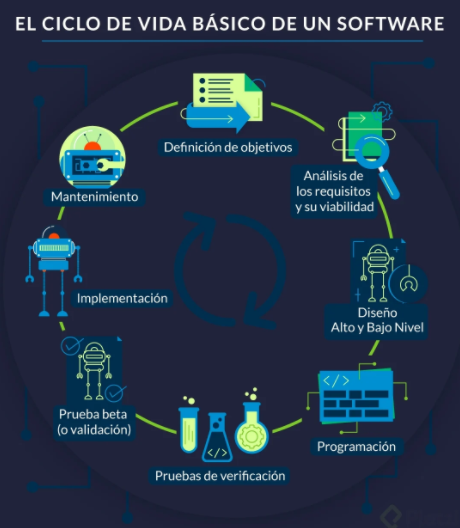 EL CICLO DE VIDA BÁSICO DE UN SOFTWARE
Definición de objetivos
Análisis de
los requisitos
y su viabilidad
Diseño
Alto y Bajo Nivel
</>
Programación
</>
Pruebas de verificación
Prueba beta
(o validación)
Implementación
Mantenimiento